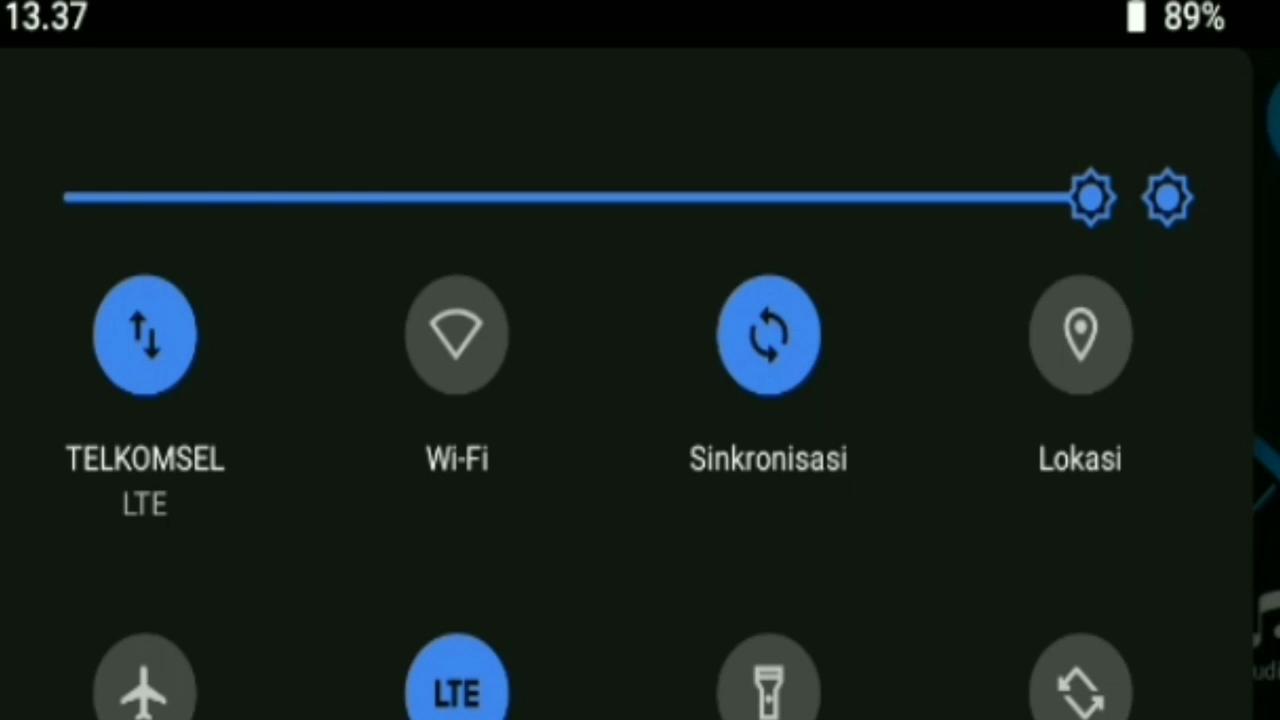 13.37
89%
TELKOMSEL
LTE
Wi-Fi
Sinkronisasi
Lokasi
LTE